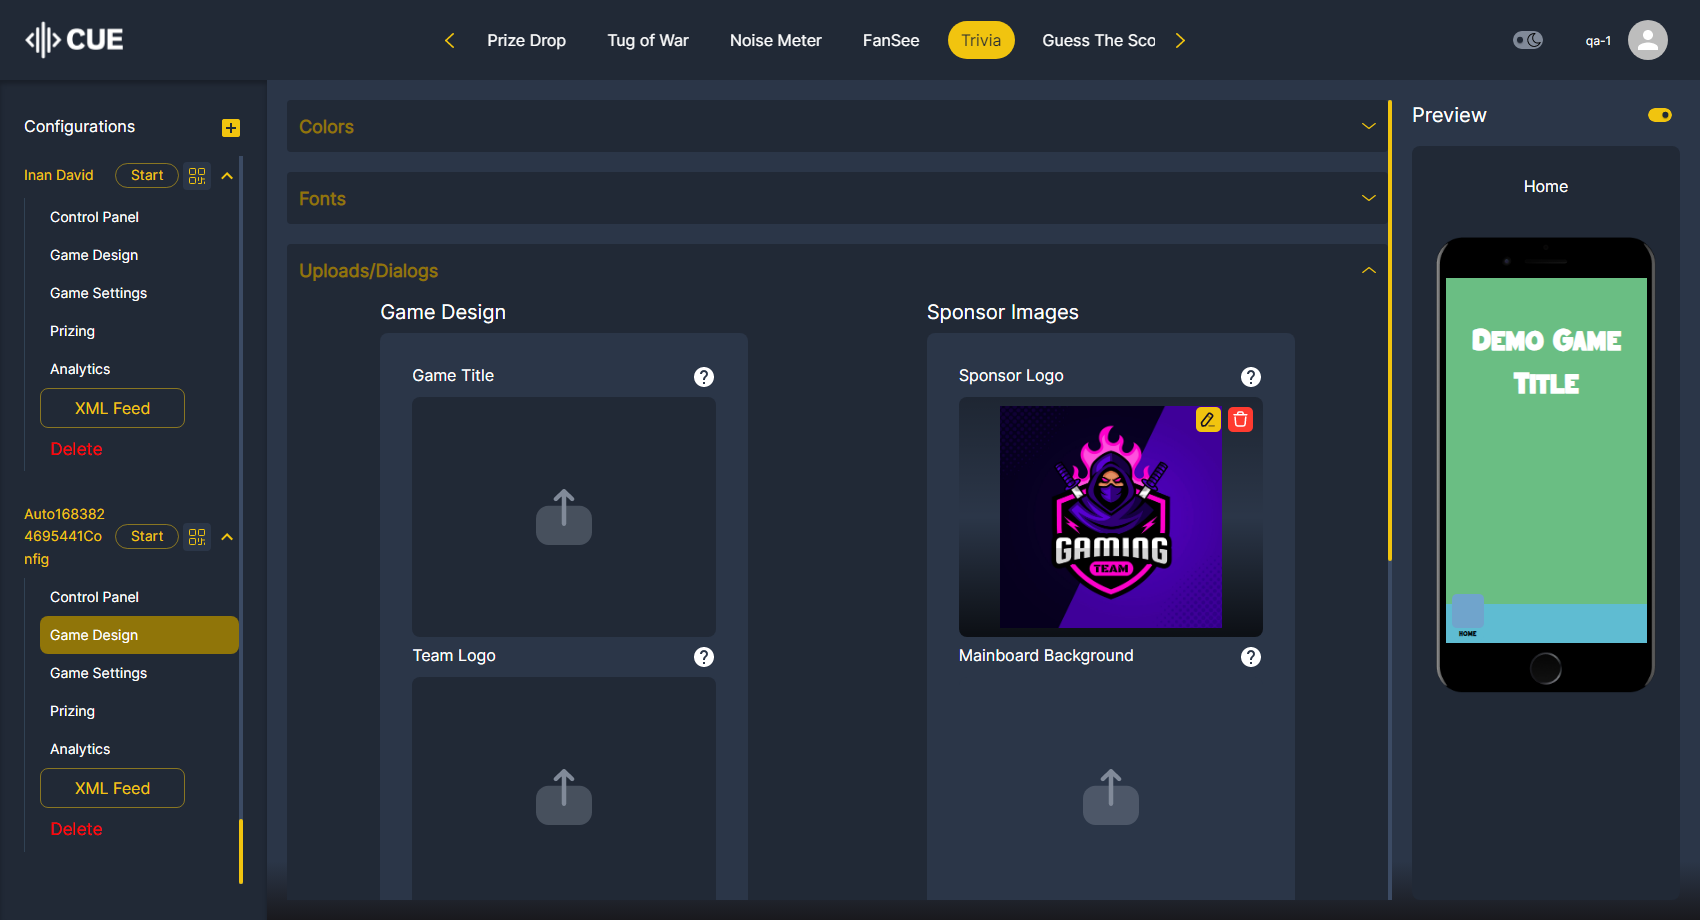 CUE
Prize Drop
Tug of War
Noise Meter
FanSee
Trivia
Guess The Sco
qa-1
Configurations
Inan David
Start
Control Panel
Game Design
Game Settings
Prizing
Analytics
XML Feed
Delete
Auto168382
4695441Co
nfig
Start
Control Panel
Game Design
Game Settings
Prizing
Analytics
XML Feed
Delete
Colors
Fonts
Uploads/Dialogs
Game Design
Game Title
?
Team Logo
?
Sponsor Images
Sponsor Logo
?
GAMING
TEAM
Mainboard Background
?
Preview
Home
Demo Game
Title
HOME